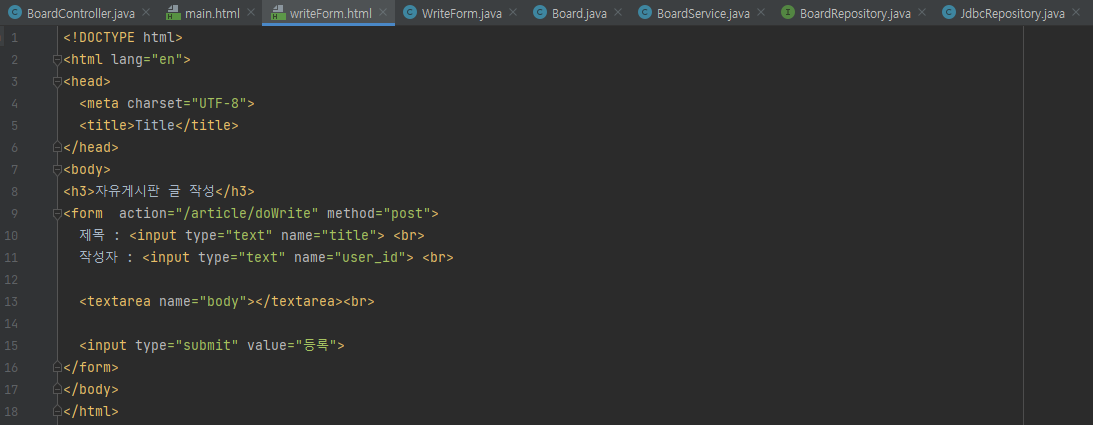 BoardController.java main.html writeForm.html WriteForm.java Board.java BoardService.java BoardRepository.java JdbcRepository.java
1 <!DOCTYPE html>
2 <html lang="en">
3 <head>
4 <meta charset="UTF-8">
5 <title>Title</title>
6 </head>
7 <body>
8 <h3>자유게시판 글 작성</h3>
9 <form  action="/article/doWrite" method="post">
10 제목 : <input type="text" name="title"> <br>
11 작성자 : <input type="text" name="user_id"> <br>
12
13 <textarea name="body"></textarea><br>
14
15 <input type="submit" value="등록">
16 </form>
17 </body>
18 </html>